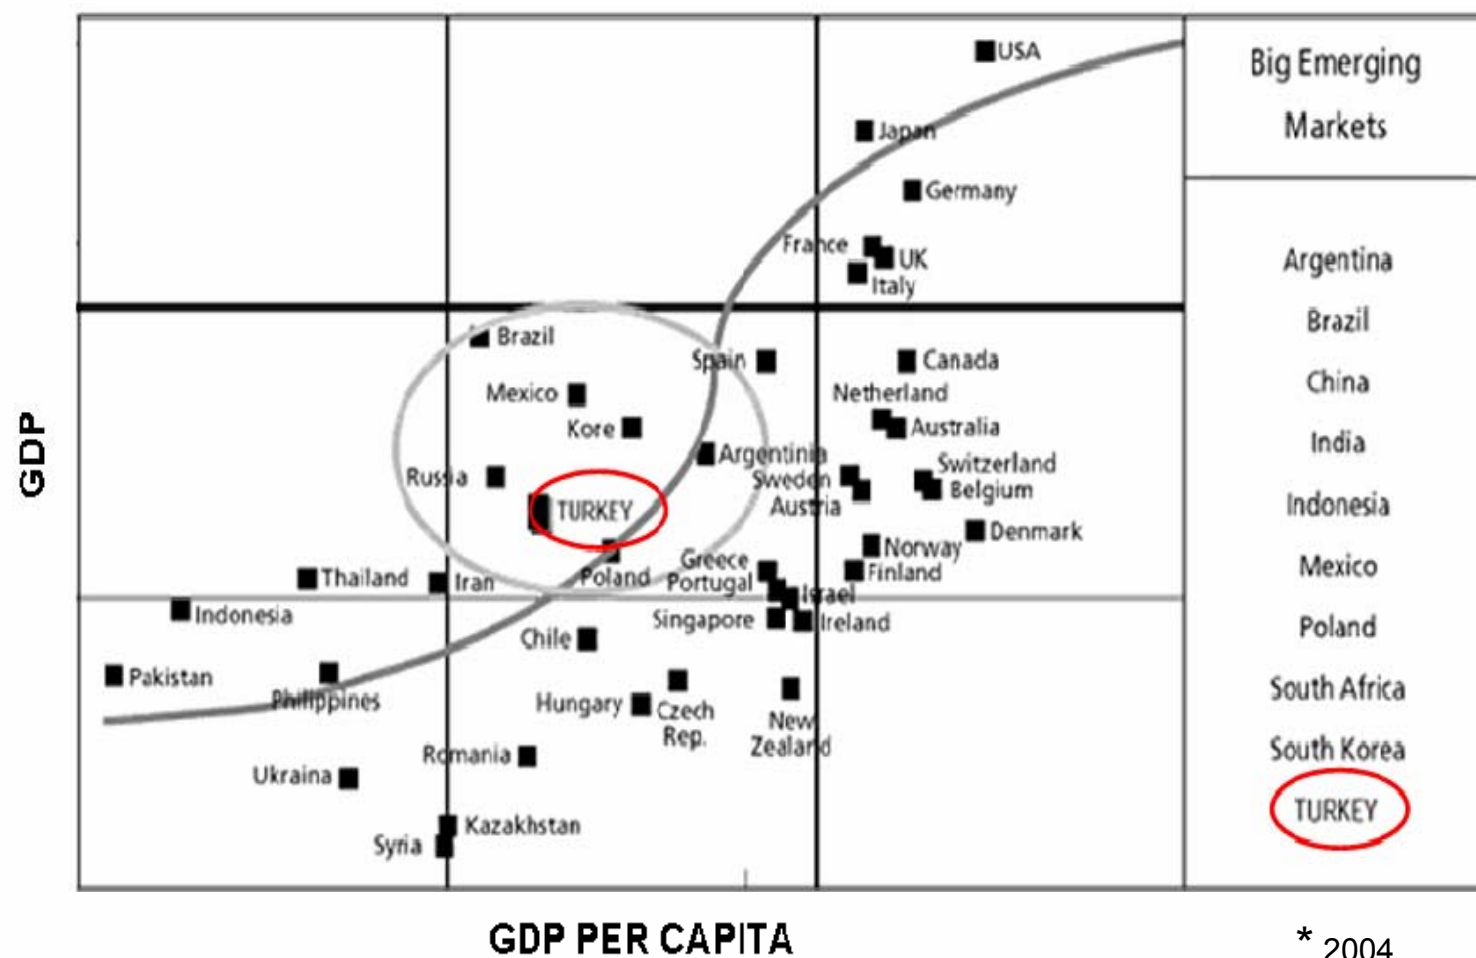 USA
Japan
Germany
France
UK
Italy
Brazil
Spain
Canada
Mexico
Netherland
Kore
Australia
Argentinia
Russia
Sweden
Switzerland
Belgium
TURKEY
Austria
Denmark
Norway
Poland
Greece
Portugal
Finland
Thailand
Iran
Israel
Indonesia
Singapore
Ireland
Chile
Pakistan
Philippines
Hungary
Czech
Rep.
New
Zealand
Romania
Ukraina
Kazakhstan
Syria
GDP
GDP PER CAPITA
Big Emerging
Markets
Argentina
Brazil
China
India
Indonesia
Mexico
Poland
South Africa
South Korea
TURKEY
* 2004